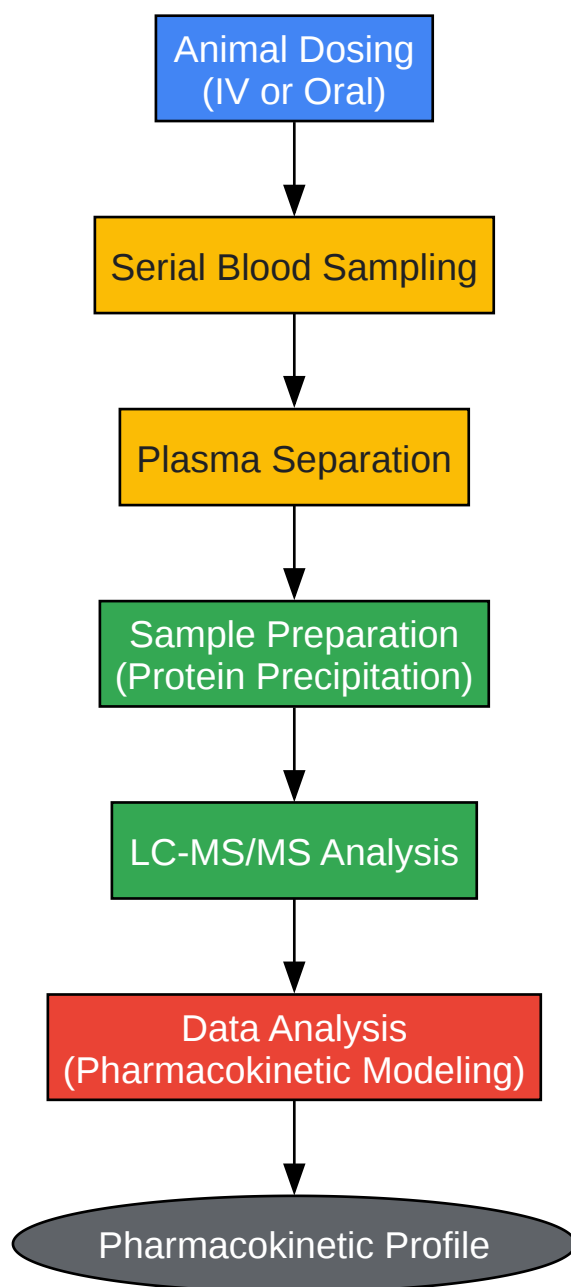 Animal Dosing
(IV or Oral)
Serial Blood Sampling
Plasma Separation
Sample Preparation
(Protein Precipitation)
LC-MS/MS Analysis
Data Analysis
(Pharmacokinetic Modeling)
Pharmacokinetic Profile